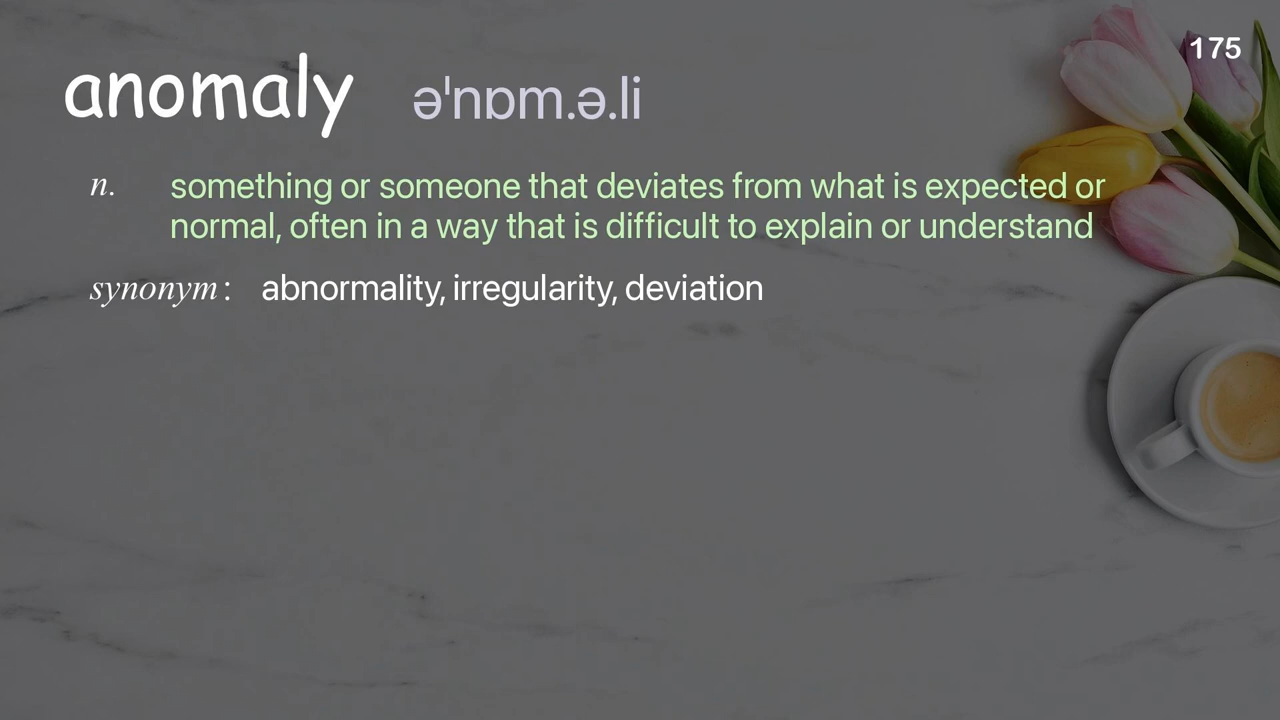 175
anomaly əˈnɒm.ə.li
n. something or someone that deviates from what is expected or
normal, often in a way that is difficult to explain or understand
synonym : abnormality, irregularity, deviation